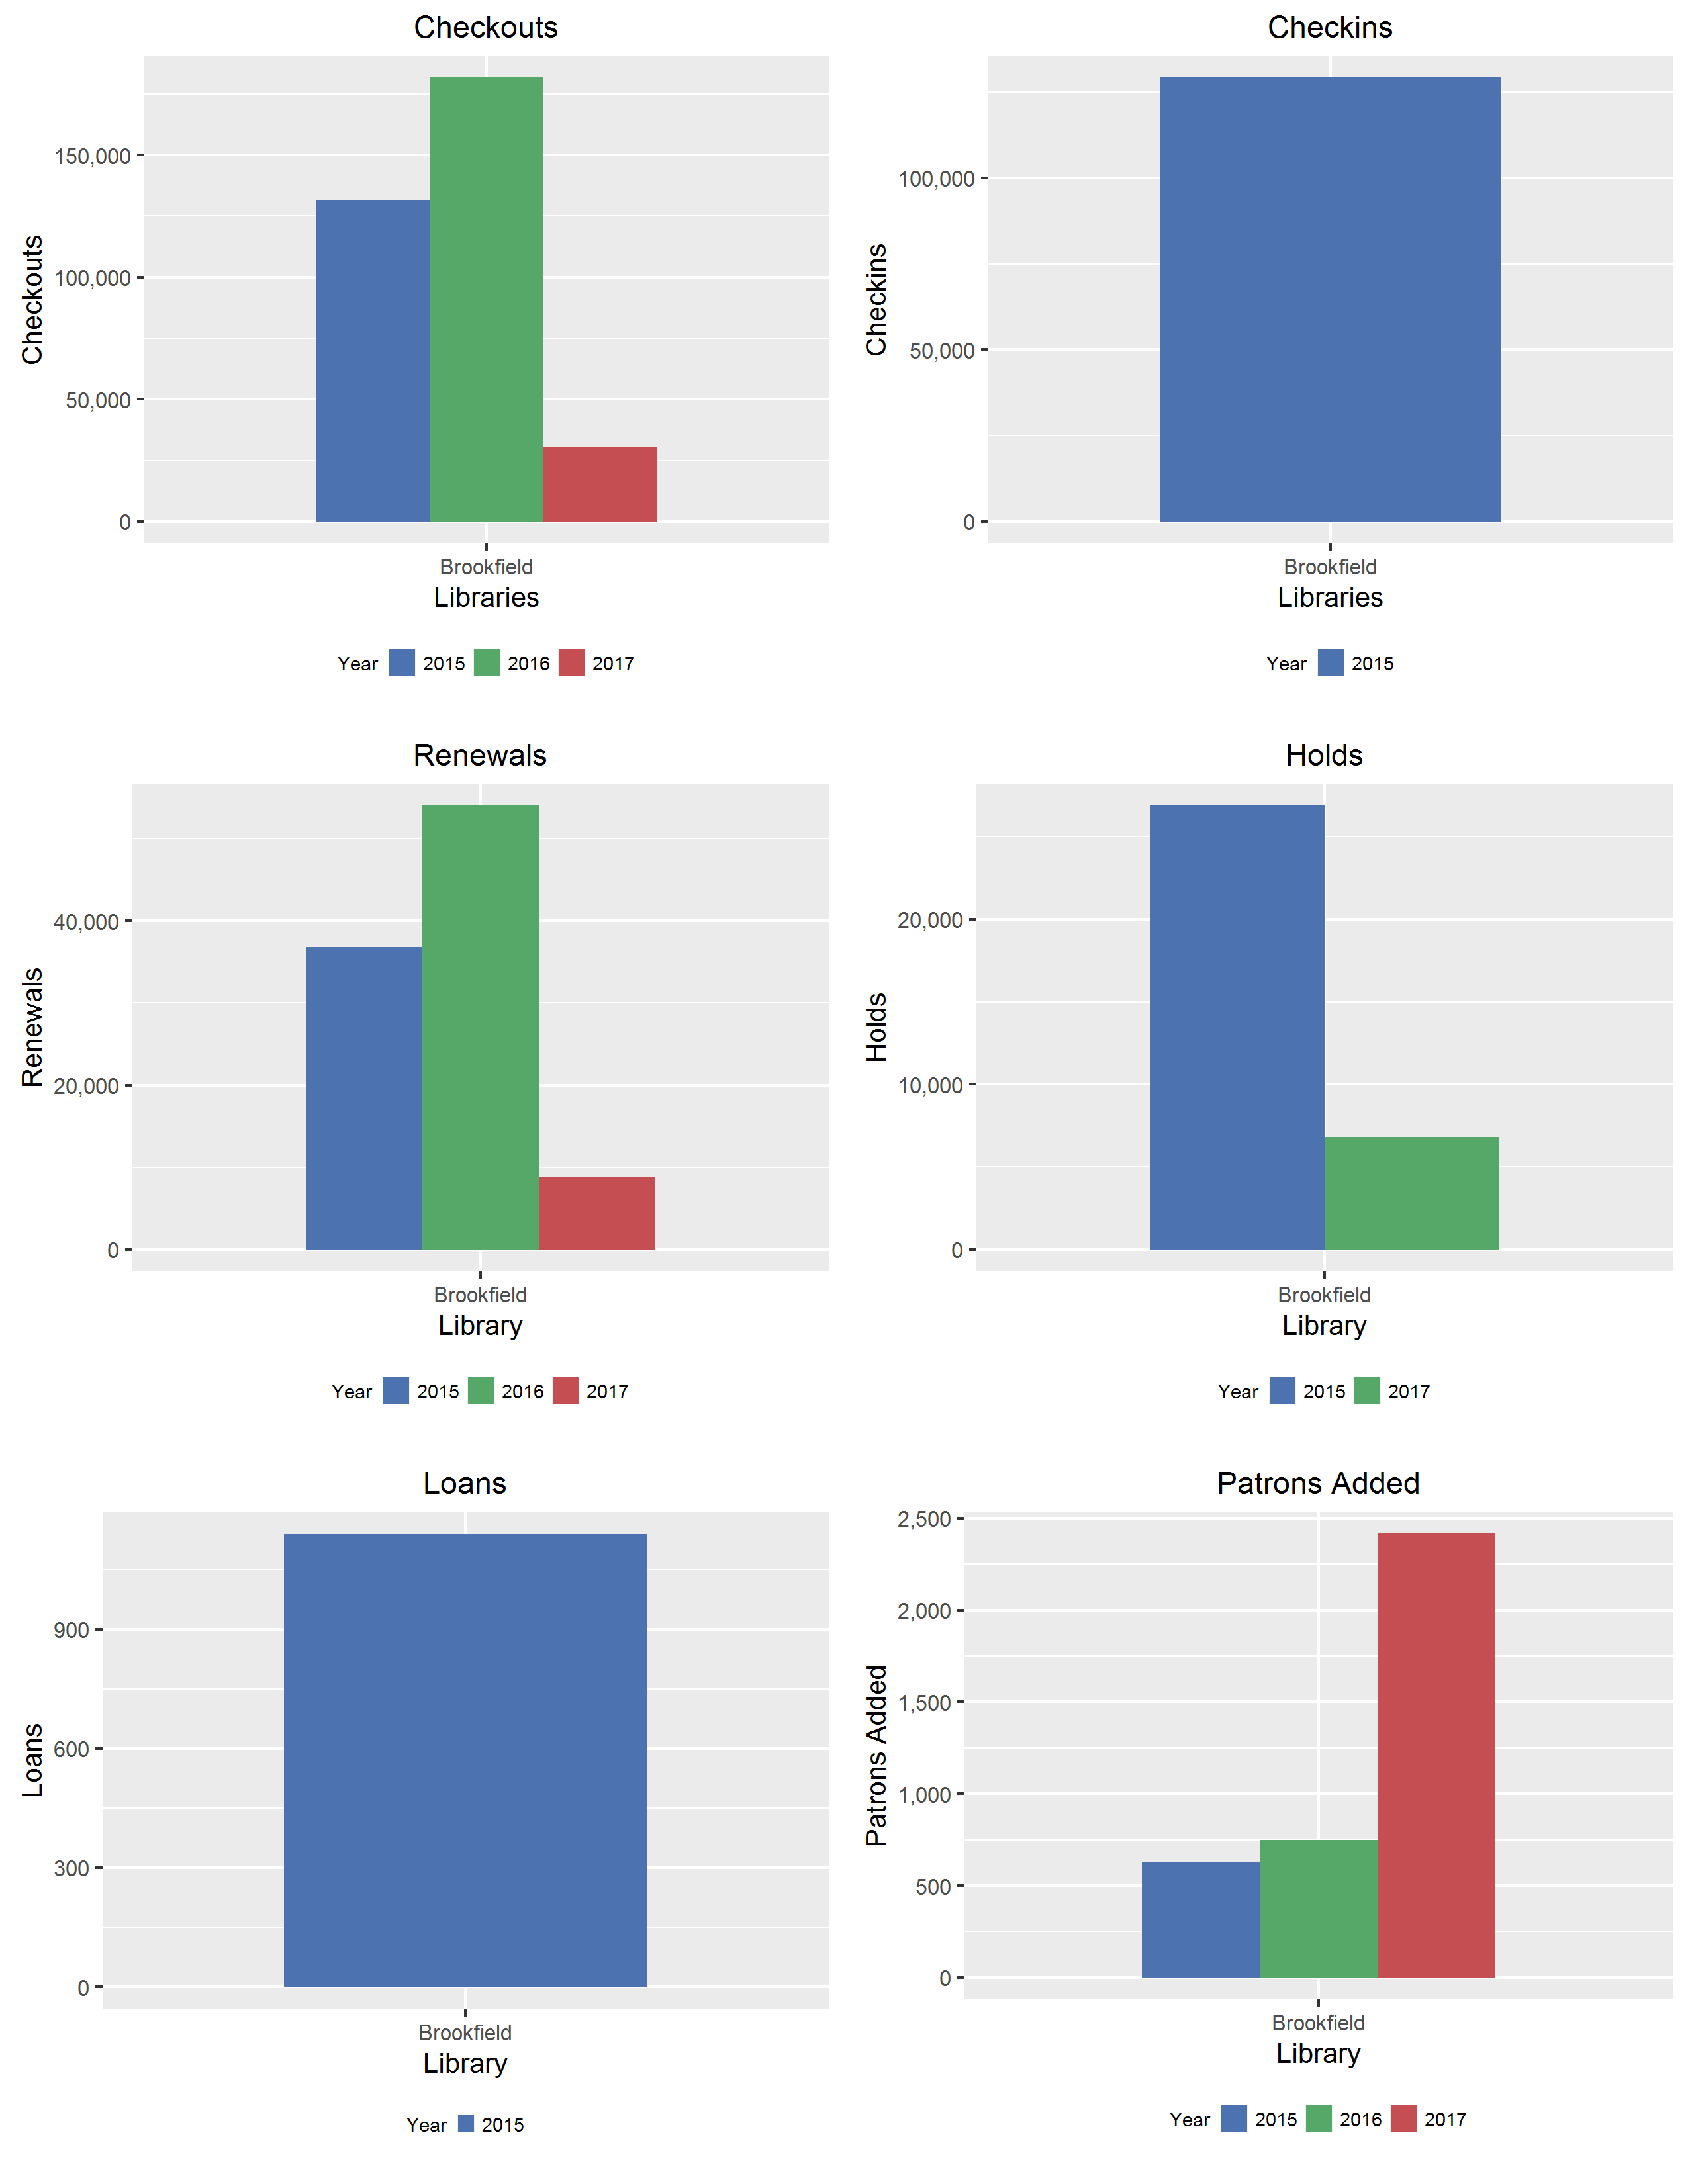 Checkouts
Checkouts
150,000
100,000
50,000
0
Brookfield
Libraries
Year 2015 2016 2017
Checkins
Checkins
100,000
50,000
0
Brookfield
Libraries
Year 2015
Renewals
Renewals
40,000
20,000
0
Brookfield
Library
Year 2015 2016 2017
Holds
Holds
20,000
10,000
0
Brookfield
Library
Year 2015 2017
Loans
Loans
900
600
300
0
Brookfield
Library
Year 2015
Patrons Added
Patrons Added
2,500
2,000
1,500
1,000
500
0
Brookfield
Library
Year 2015 2016 2017